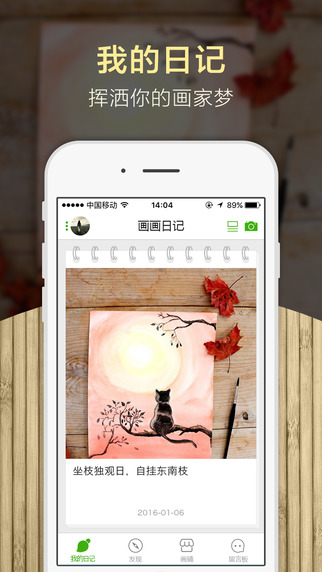 我的日记
挥洒你的画家梦
中国移动 14:04 89%
画画日记
坐枝独观日、自挂东南枝
2016-01-06
我的日记 发现 画铺 留言板